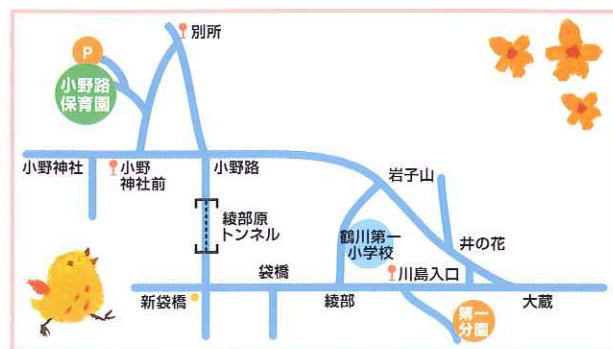 別所
P
小野路
保育園
小野神社
小野
神社前
小野路
岩子山
綾部原
トンネル
鶴川第一
小学校
井の花
袋橋
川島入口
新袋橋
綾部
大蔵
第一
分園